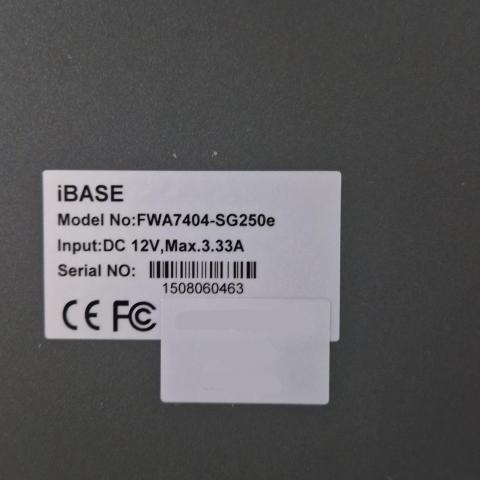 iBASE
Model No:FWA7404-SG250e
Input:DC 12V,Max.3.33A
Serial NO:
1508060463
CE FC